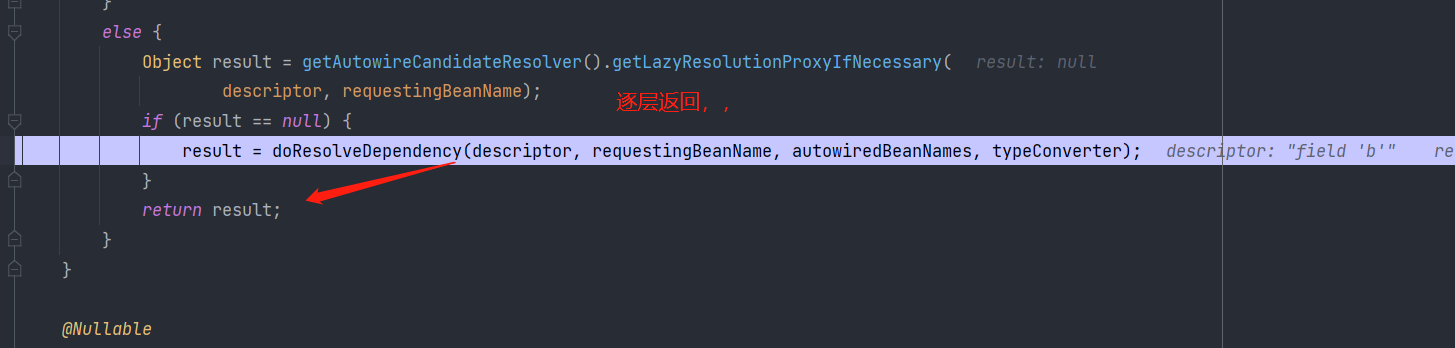 }
else {
Object result = getAutowireCandidateResolver().getLazyResolutionProxyIfNecessary( result: null
descriptor, requestingBeanName);
逐层返回，，
if (result == null) {
result = doResolveDependency(descriptor, requestingBeanName, autowiredBeanNames, typeConverter); descriptor: "field 'b'" re
}
return result;
}
}
@Nullable